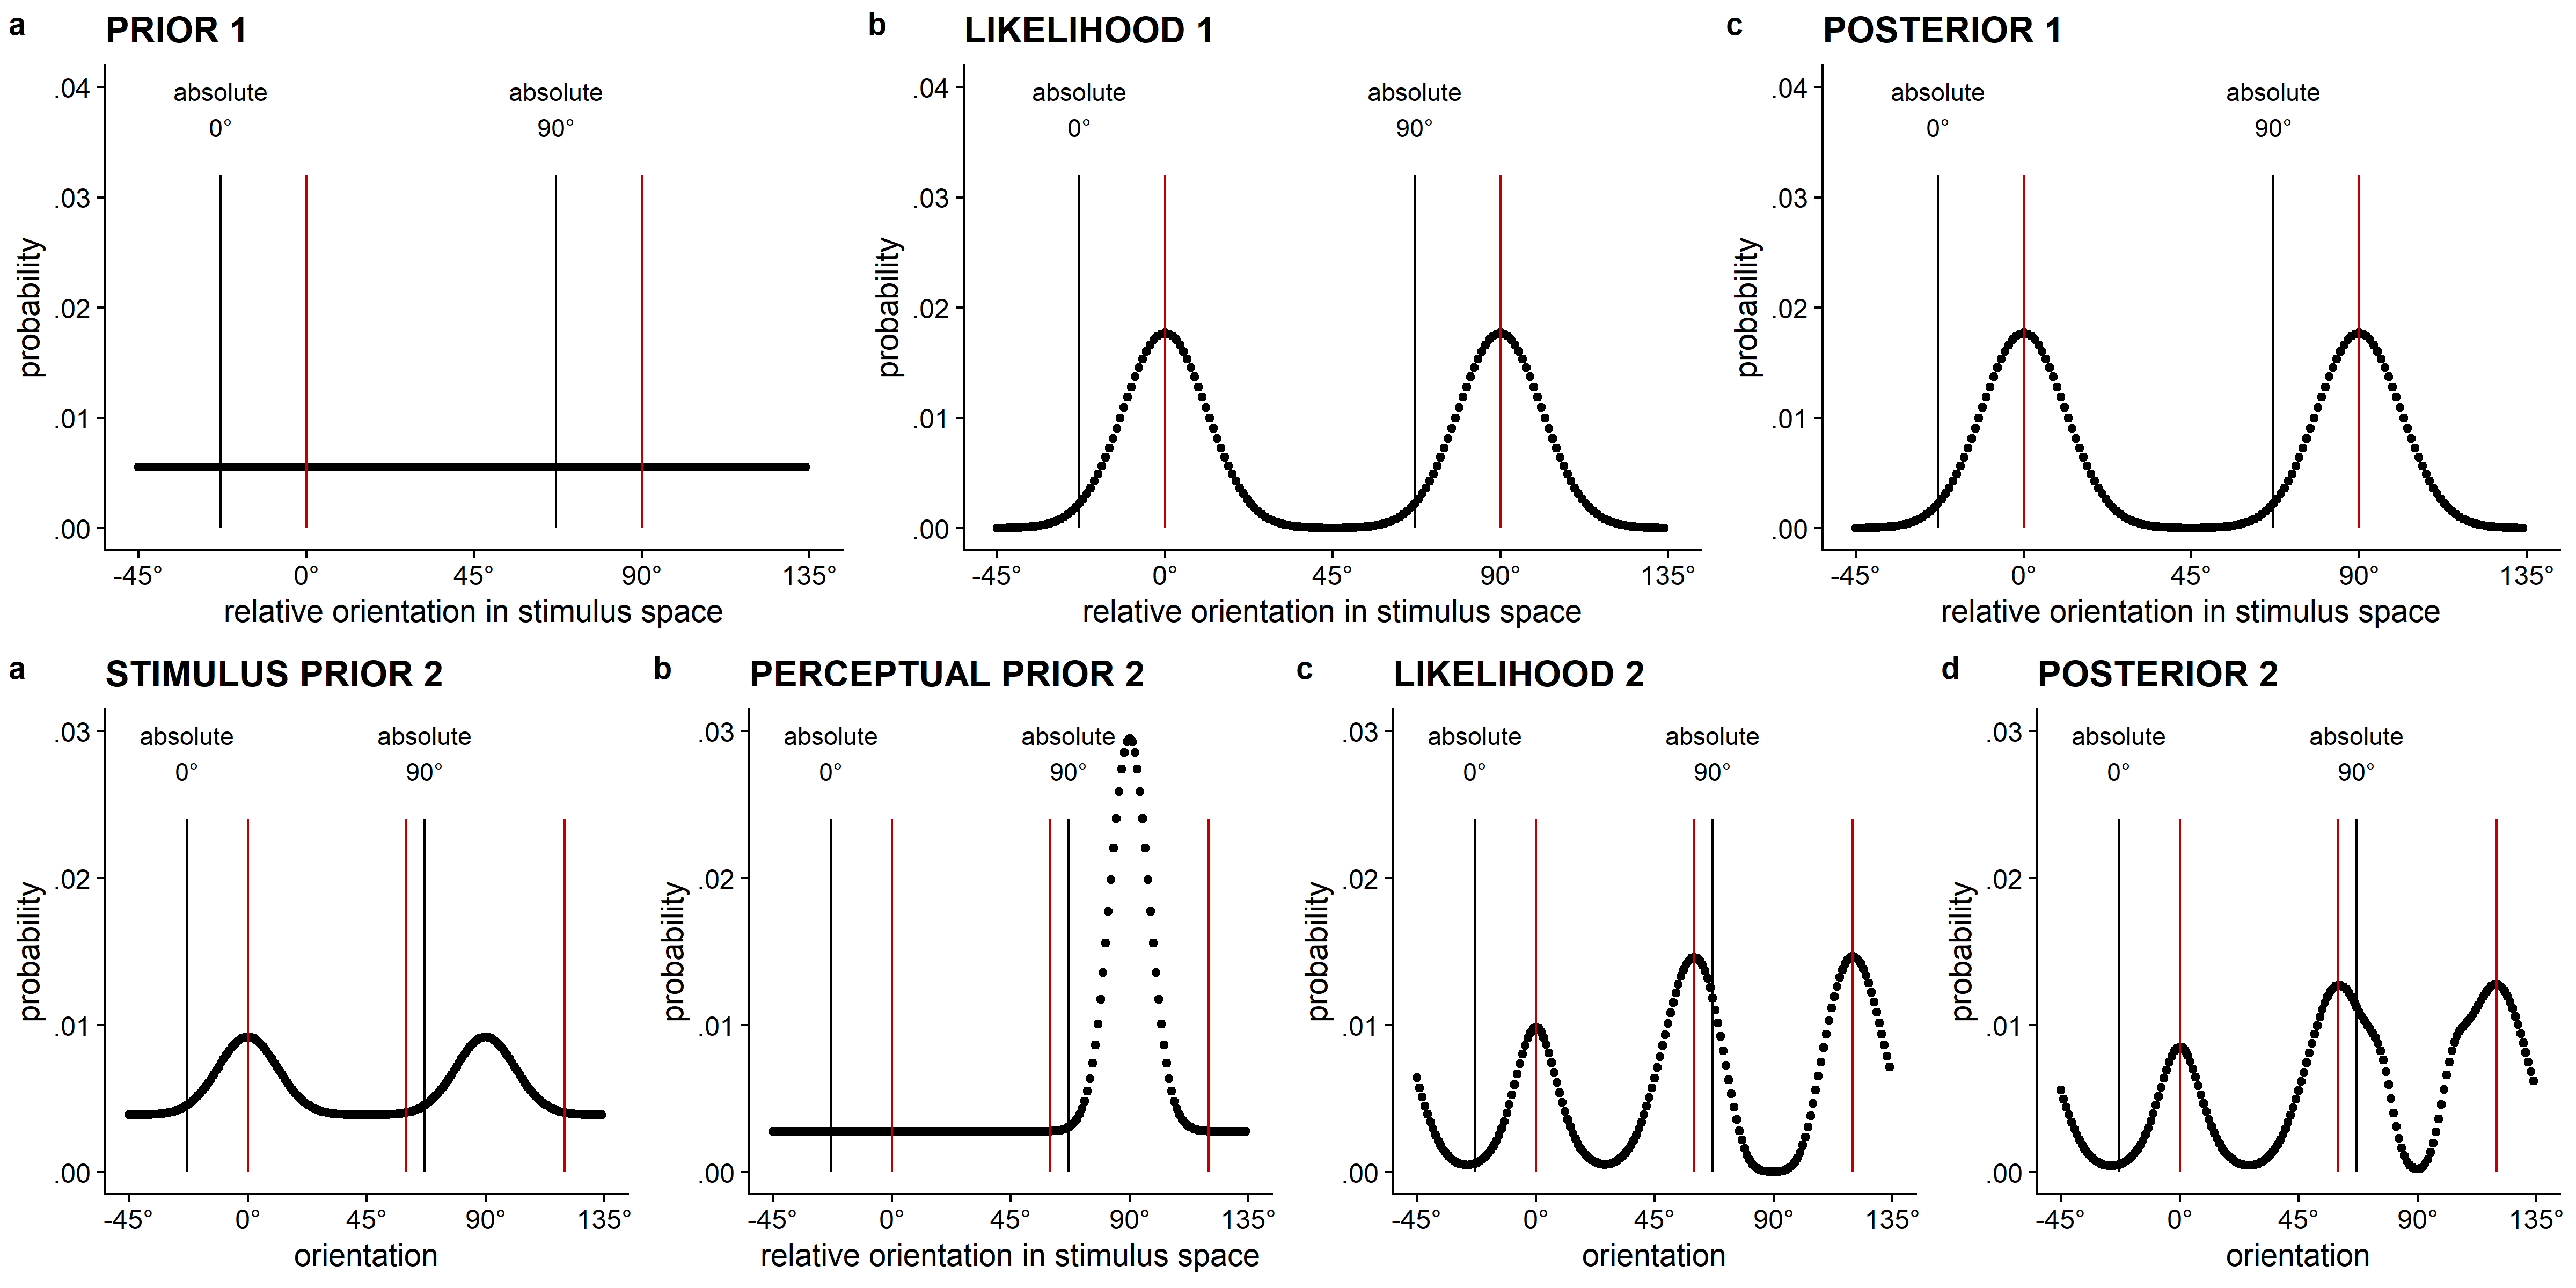 a PRIOR 1
.04
.03
.02
.01
.00
absolute
0°
absolute
90°
probability
-45° 0° 45° 90° 135°
relative orientation in stimulus space
b LIKELIHOOD 1
.04
.03
.02
.01
.00
absolute
0°
absolute
90°
probability
-45° 0° 45° 90° 135°
relative orientation in stimulus space
c POSTERIOR 1
.04
.03
.02
.01
.00
absolute
0°
absolute
90°
probability
-45° 0° 45° 90° 135°
relative orientation in stimulus space
a STIMULUS PRIOR 2
.03
.02
.01
.00
absolute
0°
absolute
90°
probability
-45° 0° 45° 90° 135°
orientation
b PERCEPTUAL PRIOR 2
.03
.02
.01
.00
absolute
0°
absolute
90°
probability
-45° 0° 45° 90° 135°
relative orientation in stimulus space
c LIKELIHOOD 2
.03
.02
.01
.00
absolute
0°
absolute
90°
probability
-45° 0° 45° 90° 135°
orientation
d POSTERIOR 2
.03
.02
.01
.00
absolute
0°
absolute
90°
probability
-45° 0° 45° 90° 135°
orientation